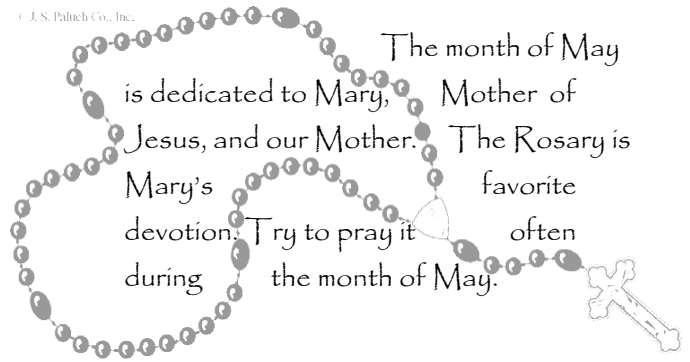 © J. S. Paluch Co., Inc.
The month of May
is dedicated to Mary, Mother of
Jesus, and our Mother. The Rosary is
Mary's favorite
devotion. Try to pray it often
during the month of May.